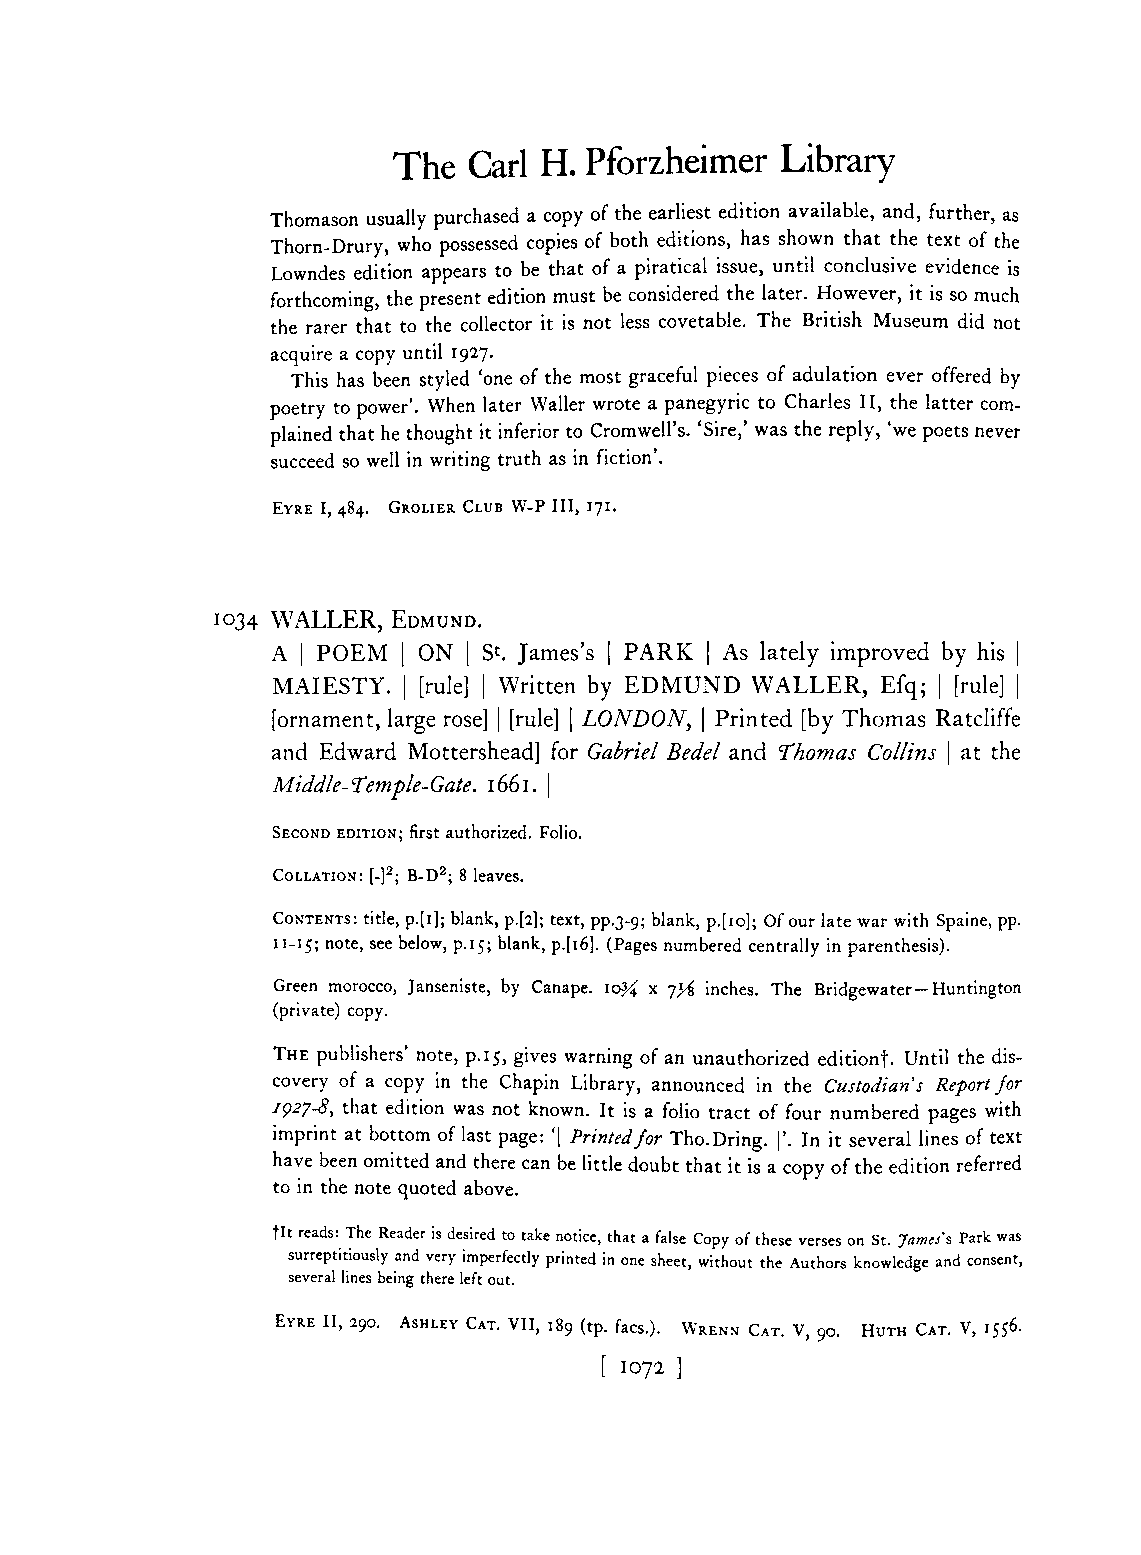 The Carl H. Pforzheimer Library
Thomason usually purchased a copy of the earliest edition available, and, further, as
Thorn-Drury, who possessed copies of both editions, has shown that the text of the
Lowndes edition appears to be that of a piratical issue, until conclusive evidence is
forthcoming, the present edition must be considered the later. However, it is so much
the rarer that to the collector it is not less covetable. The British Museum did not
acquire a copy until 1927.
This has been styled ‘one of the most graceful pieces of adulation ever offered by
poetry to power’. When later Waller wrote a panegyric to Charles II, the latter com-
plained that he thought it inferior to Cromwell’s. ‘Sire,’ was the reply, ‘we poets never
succeed so well in writing truth as in fiction’.
EYRE I, 484. GROLIER CLUB W-P III, 171.
1034 WALLER, EDMUND.
A | POEM | ON | St. James’s | PARK | As lately improved by his |
MAIESTY. | [rule] | Written by EDMUND WALLER, Efq; | [rule] |
[ornament, large rose] | [rule] | LONDON, | Printed [by Thomas Ratcliffe
and Edward Mottershead] for Gabriel Bedel and Thomas Collins | at the
Middle-Temple-Gate. 1661. |
SECOND EDITION; first authorized. Folio.
COLLATION: [-]²; B-D²; 8 leaves.
CONTENTS: title, p.[1]; blank, p.[2]; text, pp.3-9; blank, p.[10]; Of our late war with Spaine, pp.
11-15; note, see below, p.15; blank, p.[16]. (Pages numbered centrally in parenthesis).
Green morocco, Janseniste, by Canape. 10¾ x 7⅛ inches. The Bridgewater—Huntington
(private) copy.
THE publishers’ note, p.15, gives warning of an unauthorized edition†. Until the dis-
covery of a copy in the Chapin Library, announced in the Custodian’s Report for
1927-8, that edition was not known. It is a folio tract of four numbered pages with
imprint at bottom of last page: ‘| Printed for Tho.Dring. |’. In it several lines of text
have been omitted and there can be little doubt that it is a copy of the edition referred
to in the note quoted above.
†It reads: The Reader is desired to take notice, that a false Copy of these verses on St. James’s Park was
surreptitiously and very imperfectly printed in one sheet, without the Authors knowledge and consent,
several lines being there left out.
EYRE II, 290. ASHLEY CAT. VII, 189 (tp. facs.). WRENN CAT. V, 90. HUTH CAT. V, 1556.
[ 1072 ]